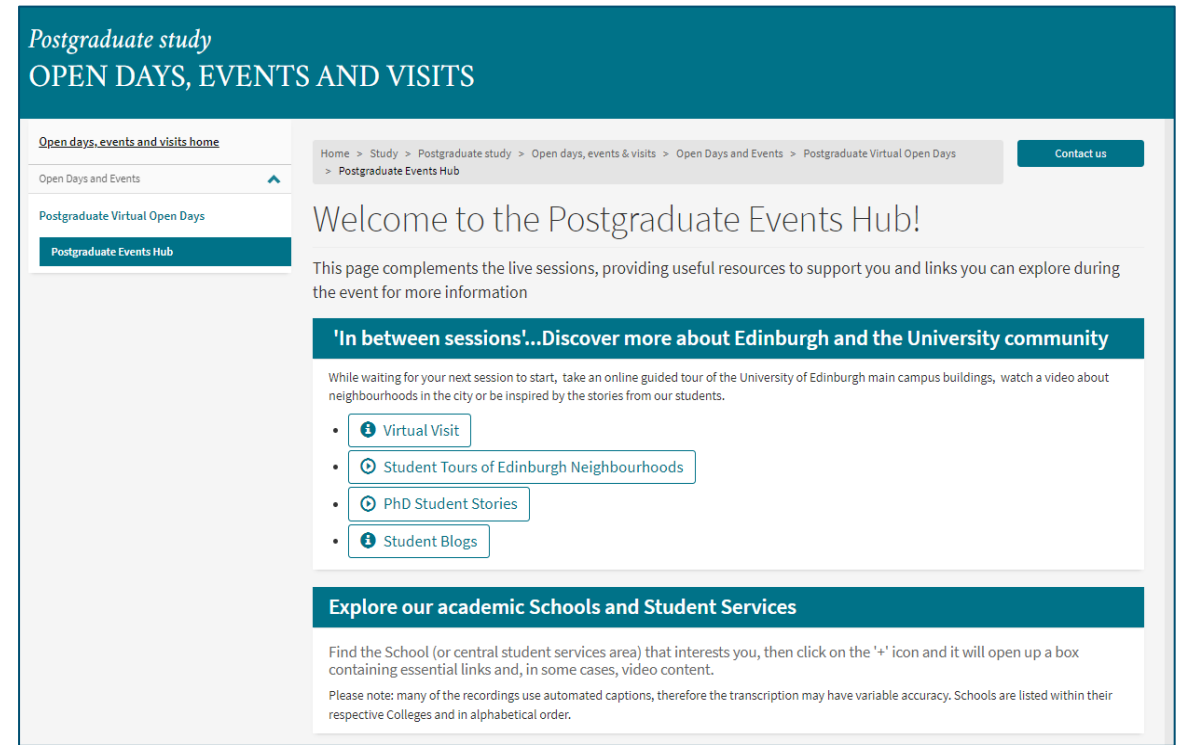 Postgraduate study
OPEN DAYS, EVENTS AND VISITS
Open days, events and visits home
Open Days and Events
Postgraduate Virtual Open Days
Postgraduate Events Hub
Home > Study > Postgraduate study > Open days, events & visits > Open Days and Events > Postgraduate Virtual Open Days
> Postgraduate Events Hub
Contact us
Welcome to the Postgraduate Events Hub!
This page complements the live sessions, providing useful resources to support you and links you can explore during
the event for more information
'In between sessions'...Discover more about Edinburgh and the University community
While waiting for your next session to start, take an online guided tour of the University of Edinburgh main campus buildings, watch a video about
neighbourhoods in the city or be inspired by the stories from our students.
Virtual Visit
Student Tours of Edinburgh Neighbourhoods
PhD Student Stories
Student Blogs
Explore our academic Schools and Student Services
Find the School (or central student services area) that interests you, then click on the '+' icon and it will open up a box
containing essential links and, in some cases, video content.
Please note: many of the recordings use automated captions, therefore the transcription may have variable accuracy. Schools are listed within their
respective Colleges and in alphabetical order.